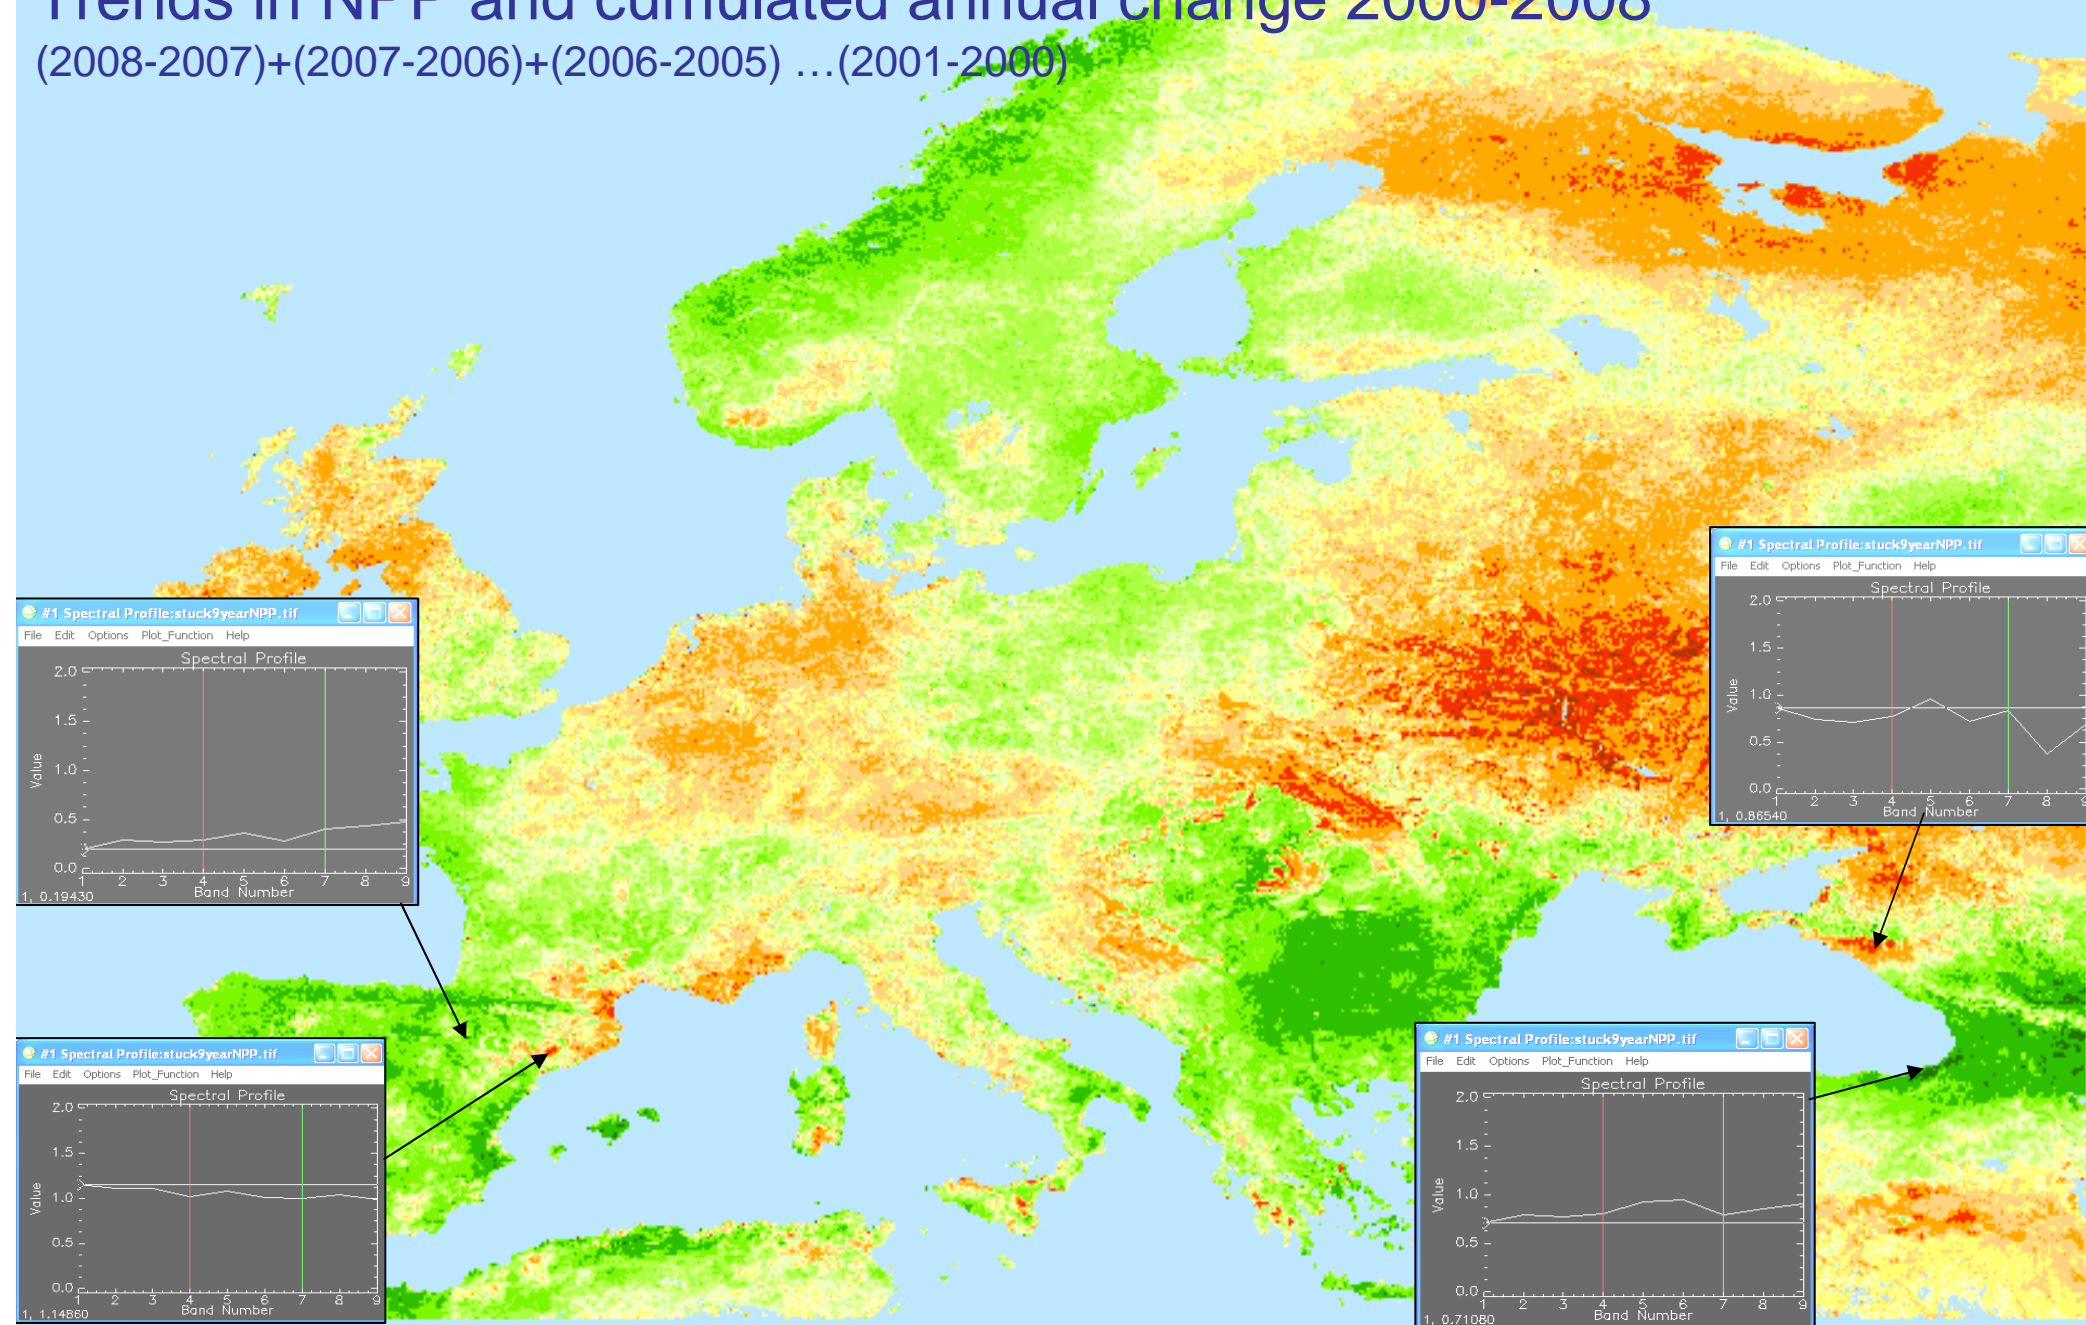 Trends in NPP and cumulated annual change 2000-2008
(2008-2007)+(2007-2006)+(2006-2005) …(2001-2000)
#1 Spectral Profile:stuck9yearNPP.tif
File Edit Options Plot_Function Help
Spectral Profile
2.0
1.5
1.0
0.5
0.0
Value
1 2 3 4 5 6 7 8 9
Band Number
1, 0.86540
#1 Spectral Profile:stuck9yearNPP.tif
File Edit Options Plot_Function Help
Spectral Profile
2.0
1.5
1.0
0.5
0.0
Value
1 2 3 4 5 6 7 8 9
Band Number
1, 0.19430
#1 Spectral Profile:stuck9yearNPP.tif
File Edit Options Plot_Function Help
Spectral Profile
2.0
1.5
1.0
0.5
0.0
Value
1 2 3 4 5 6 7 8 9
Band Number
1, 1.14860
#1 Spectral Profile:stuck9yearNPP.tif
File Edit Options Plot_Function Help
Spectral Profile
2.0
1.5
1.0
0.5
0.0
Value
1 2 3 4 5 6 7 8 9
Band Number
1, 0.71080